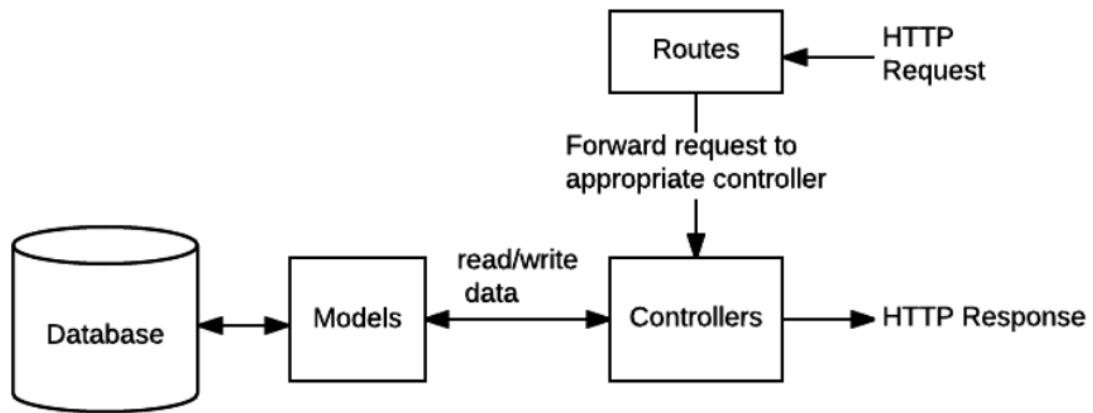 Routes
HTTP
Request
Forward request to
appropriate controller
Database
Models
read/write
data
Controllers
HTTP Response